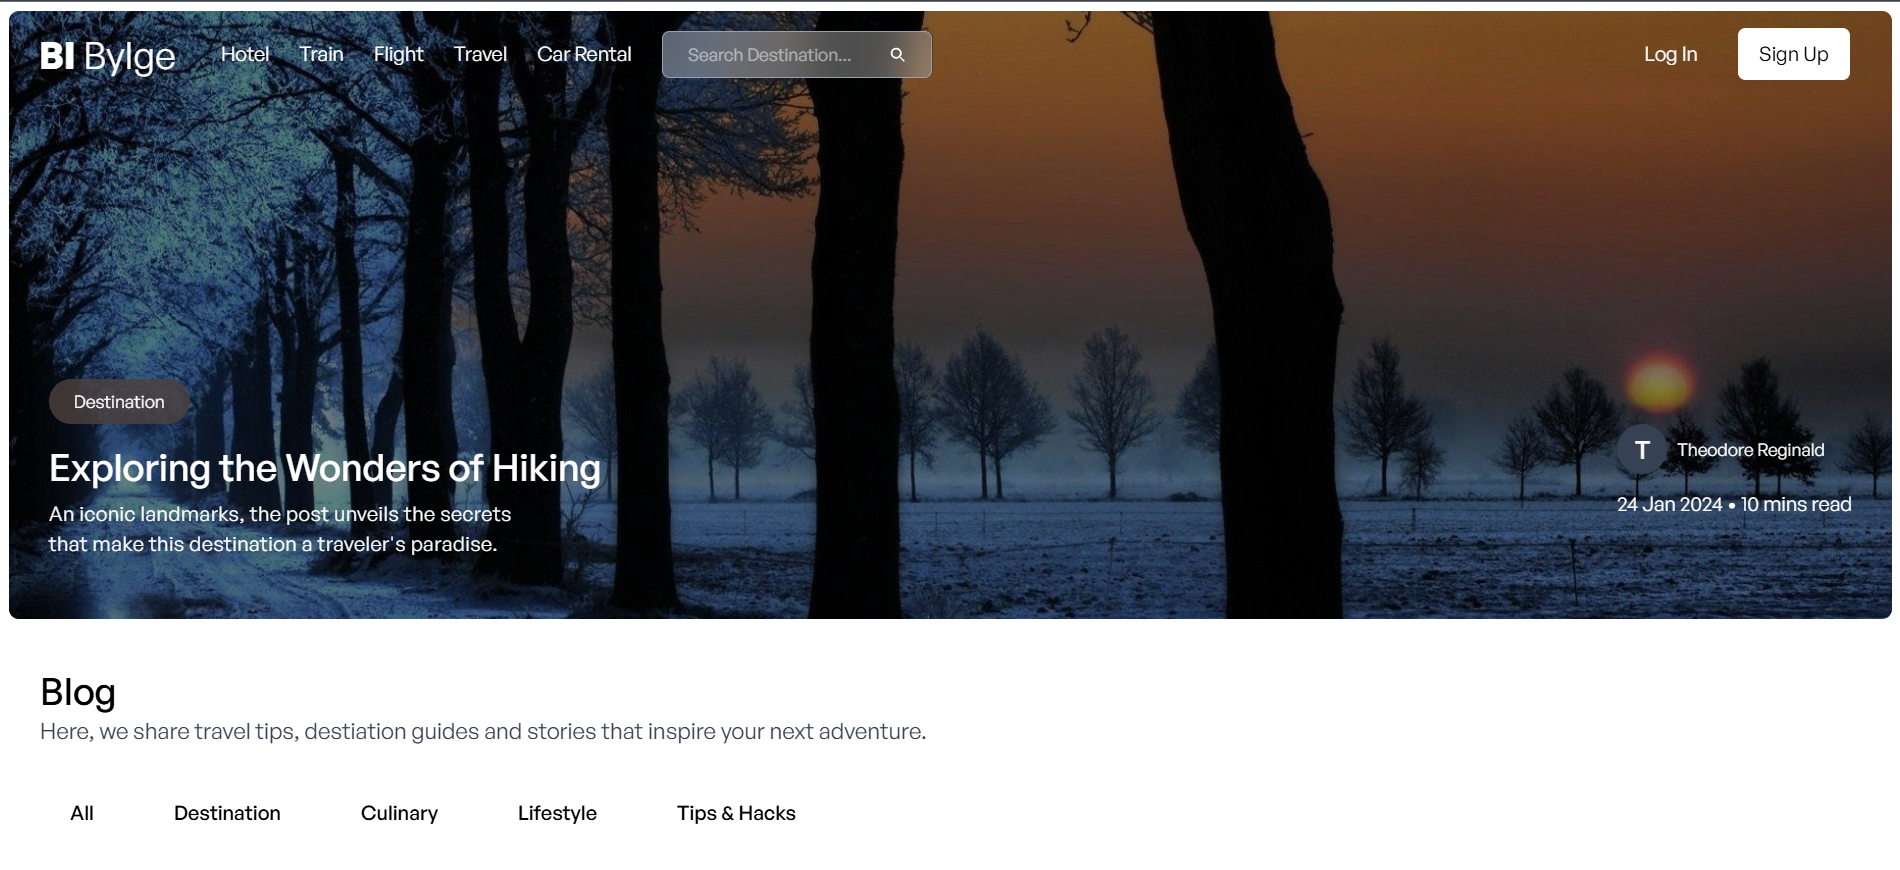 BI Bylge
Hotel Train Flight Travel Car Rental Search Destination... Log In Sign Up
Destination
Exploring the Wonders of Hiking
An iconic landmarks, the post unveils the secrets
that make this destination a traveler's paradise.
T Theodore Reginald
24 Jan 2024 • 10 mins read
Blog
Here, we share travel tips, destiation guides and stories that inspire your next adventure.
All Destination Culinary Lifestyle Tips & Hacks